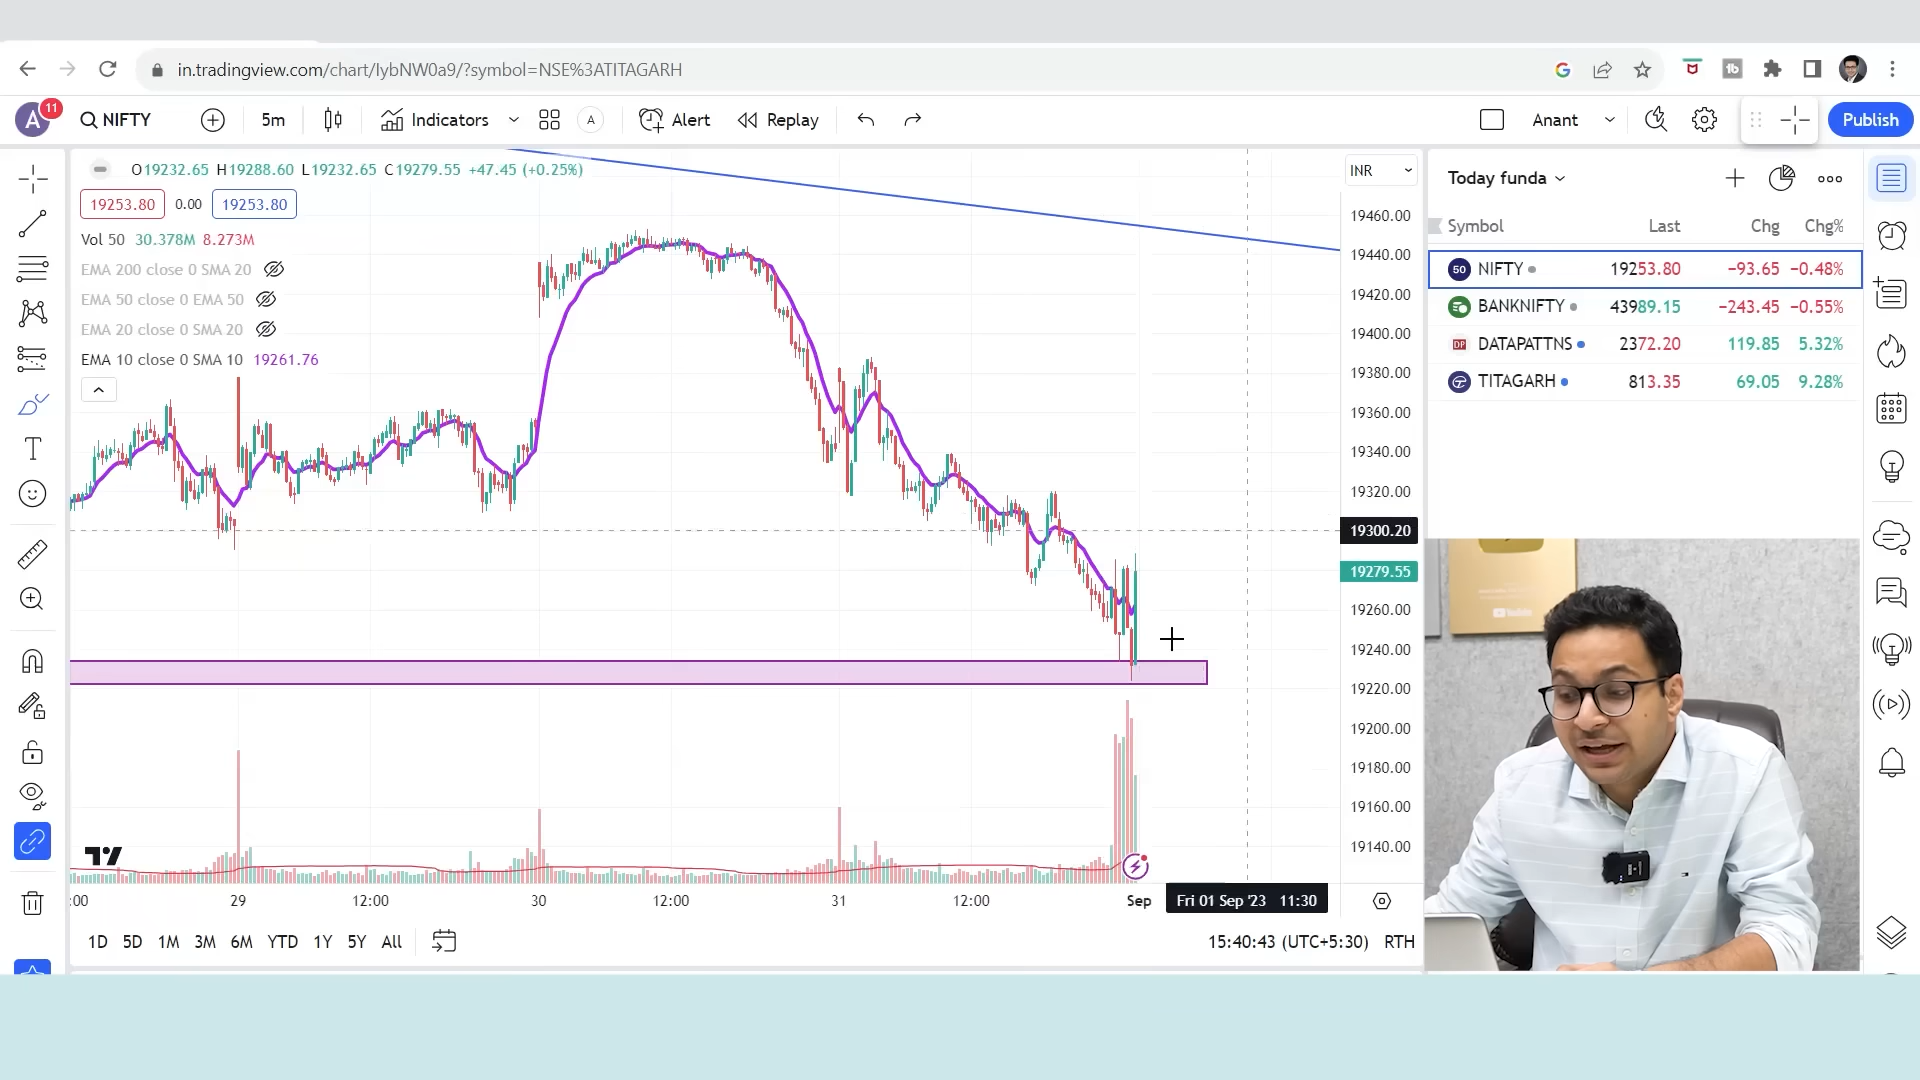 in.tradingview.com/chart/IybNW0a9/?symbol=NSE%3ATITAGARH
A 11 NIFTY 5m Indicators A Alert Replay Anant Publish
O19232.65 H19288.60 L19232.65 C19279.55 +47.45 (+0.25%)
INR
19253.80 0.00 19253.80
Vol 50 30.378M 8.273M
EMA 200 close 0 SMA 20
EMA 50 close 0 EMA 50
EMA 20 close 0 SMA 20
EMA 10 close 0 SMA 10 19261.76
19460.00
19440.00
19420.00
19400.00
19380.00
19360.00
19340.00
19320.00
19300.20
19279.55
19260.00
19240.00
19220.00
19200.00
19180.00
19160.00
19140.00
:00 29 12:00 30 12:00 31 12:00 Sep Fri 01 Sep '23 11:30
1D 5D 1M 3M 6M YTD 1Y 5Y All 15:40:43 (UTC+5:30) RTH
Today funda
Symbol Last Chg Chg%
50 NIFTY 19253.80 −93.65 −0.48%
BANKNIFTY 43989.15 −243.45 −0.55%
DP DATAPATTNS 2372.20 119.85 5.32%
TITAGARH 813.35 69.05 9.28%
YouTube